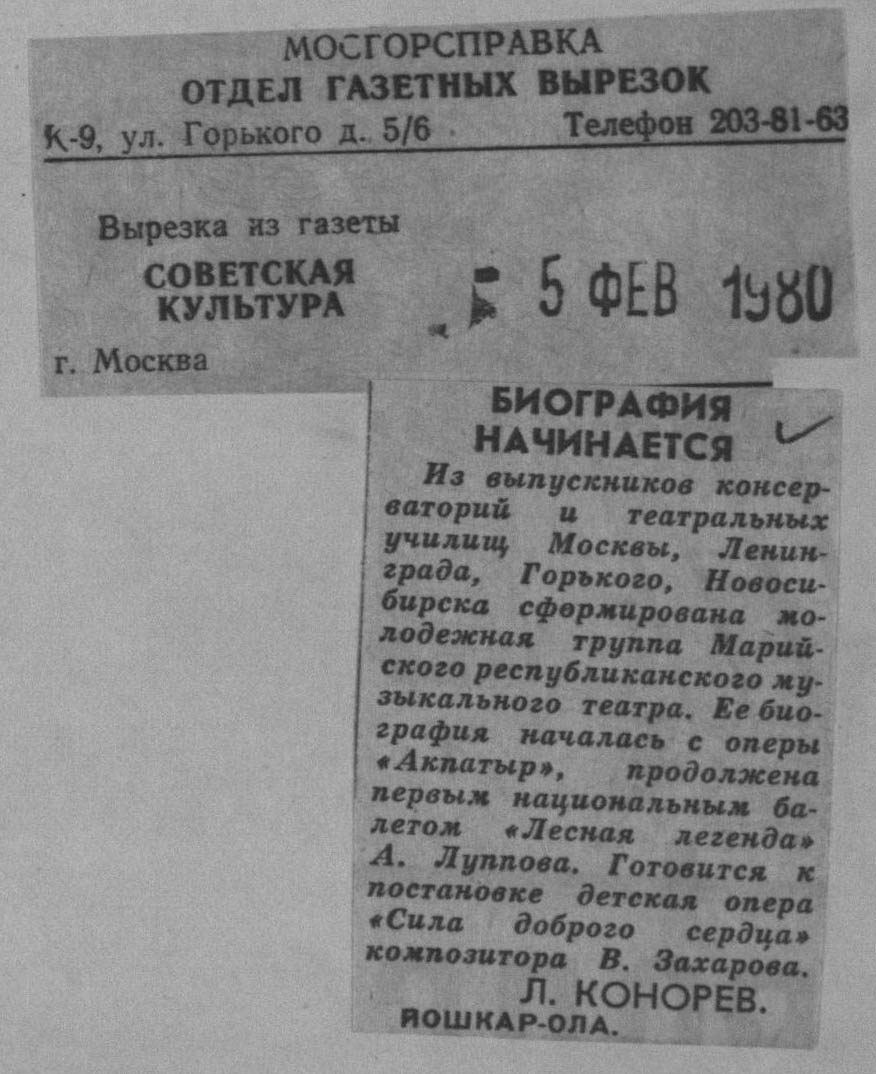 МОСГОРСПРАВКА
ОТДЕЛ ГАЗЕТНЫХ ВЫРЕЗОК
К-9, ул. Горького д. 5/6 Телефон 203-81-63
Вырезка из газеты
СОВЕТСКАЯ
КУЛЬТУРА
- 5 ФЕВ 1980
г. Москва
БИОГРАФИЯ
НАЧИНАЕТСЯ
Из выпускников консер-
ваторий и театральных
училищ Москвы, Ленин-
града, Горького, Новоси-
бирска сформирована мо-
лодежная труппа Марий-
ского республиканского му-
зыкального театра. Ее био-
графия началась с оперы
«Акпатыр», продолжена
первым национальным ба-
летом «Лесная легенда»
А. Луппова. Готовится к
постановке детская опера
«Сила доброго сердца»
композитора В. Захарова.
Л. КОНОРЕВ.
ЙОШКАР-ОЛА.